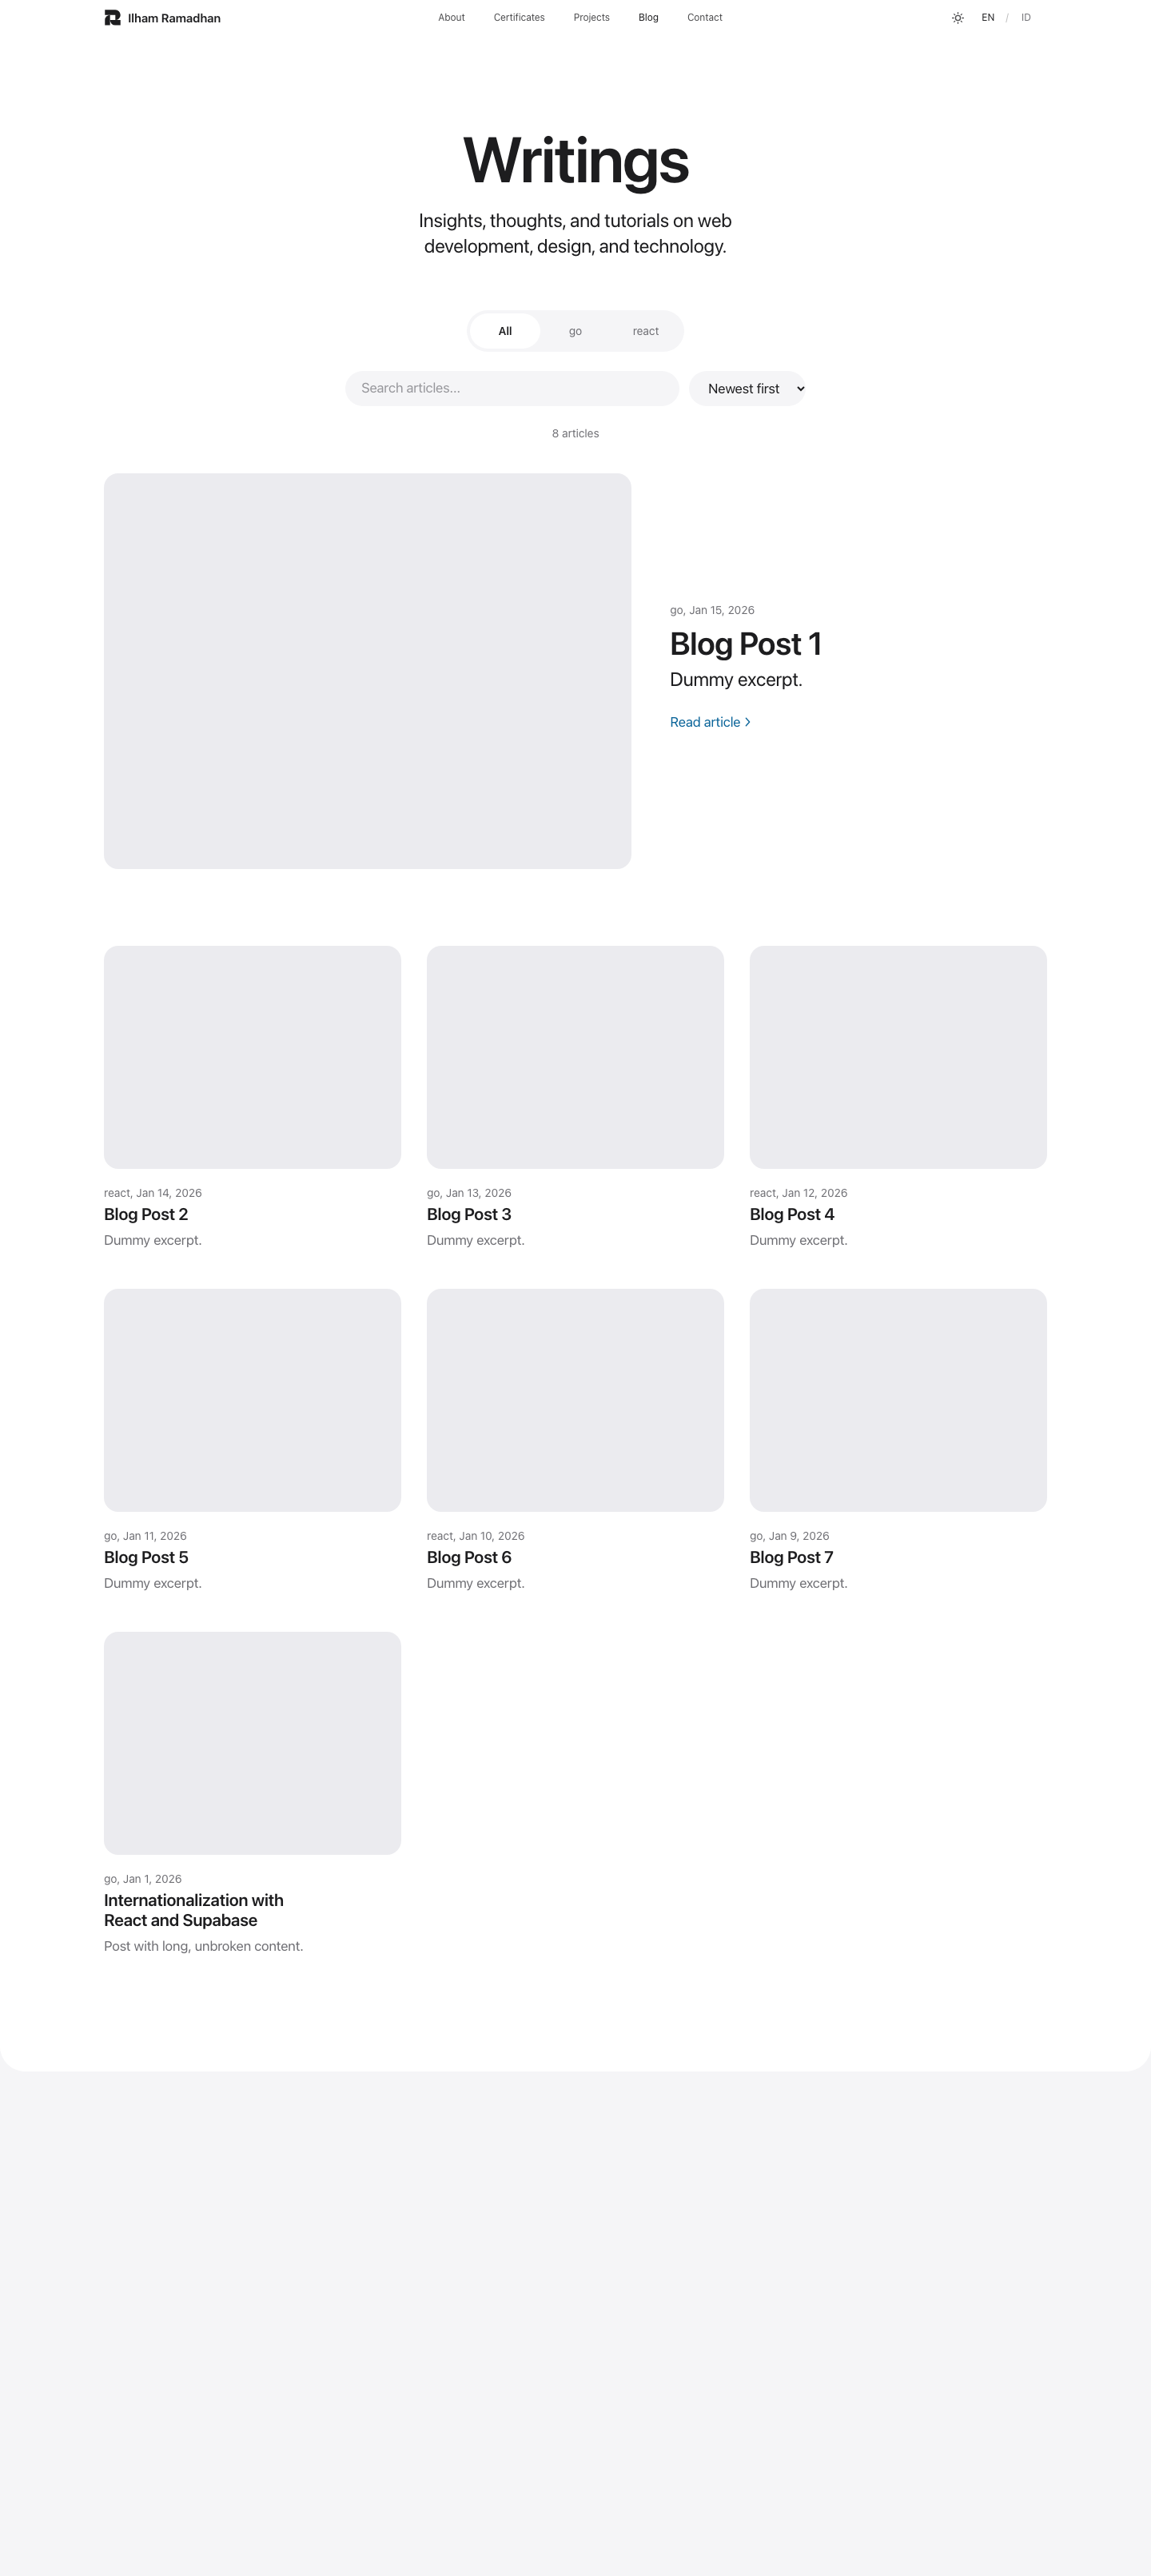 Ilham Ramadhan
About
Certificates
Projects
Blog
Contact
EN / ID
Writings
Insights, thoughts, and tutorials on web
development, design, and technology.
All
go
react
Search articles...
Newest first
8 articles
go, Jan 15, 2026
Blog Post 1
Dummy excerpt.
Read article
react, Jan 14, 2026
Blog Post 2
Dummy excerpt.
go, Jan 13, 2026
Blog Post 3
Dummy excerpt.
react, Jan 12, 2026
Blog Post 4
Dummy excerpt.
go, Jan 11, 2026
Blog Post 5
Dummy excerpt.
react, Jan 10, 2026
Blog Post 6
Dummy excerpt.
go, Jan 9, 2026
Blog Post 7
Dummy excerpt.
go, Jan 1, 2026
Internationalization with
React and Supabase
Post with long, unbroken content.